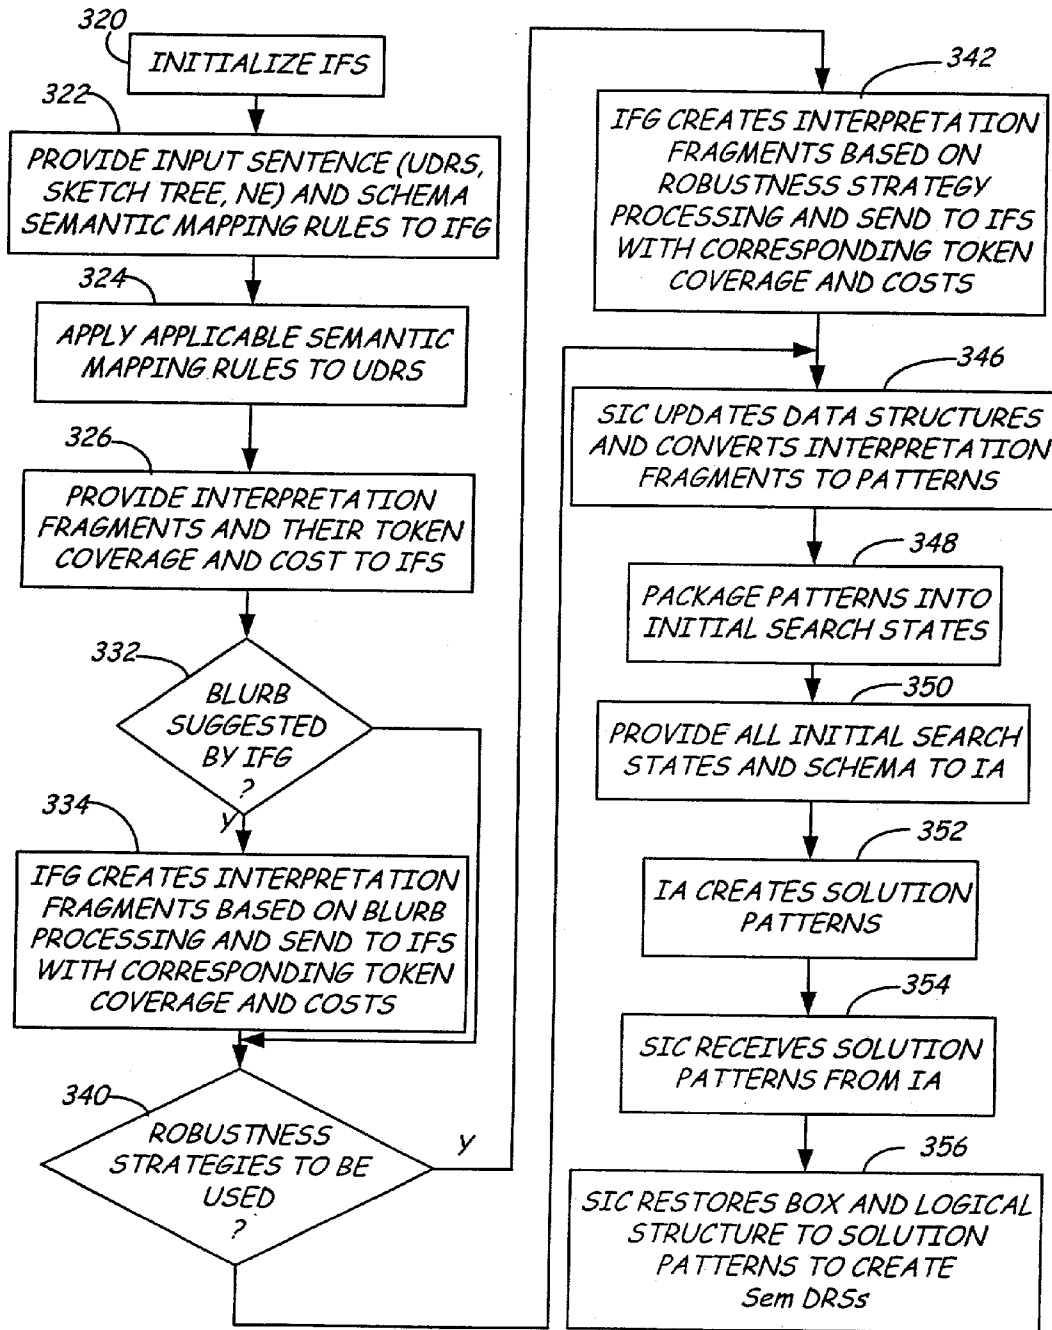 320
INITIALIZE IFS
322
PROVIDE INPUT SENTENCE (UDRS,
SKETCH TREE, NE) AND SCHEMA
SEMANTIC MAPPING RULES TO IFG
324
APPLY APPLICABLE SEMANTIC
MAPPING RULES TO UDRS
326
PROVIDE INTERPRETATION
FRAGMENTS AND THEIR TOKEN
COVERAGE AND COST TO IFS
332
BLURB
SUGGESTED
BY IFG
?
Y
334
IFG CREATES INTERPRETATION
FRAGMENTS BASED ON BLURB
PROCESSING AND SEND TO IFS
WITH CORRESPONDING TOKEN
COVERAGE AND COSTS
340
ROBUSTNESS
STRATEGIES TO BE
USED
?
Y
342
IFG CREATES INTERPRETATION
FRAGMENTS BASED ON
ROBUSTNESS STRATEGY
PROCESSING AND SEND TO IFS
WITH CORRESPONDING TOKEN
COVERAGE AND COSTS
346
SIC UPDATES DATA STRUCTURES
AND CONVERTS INTERPRETATION
FRAGMENTS TO PATTERNS
348
PACKAGE PATTERNS INTO
INITIAL SEARCH STATES
350
PROVIDE ALL INITIAL SEARCH
STATES AND SCHEMA TO IA
352
IA CREATES SOLUTION
PATTERNS
354
SIC RECEIVES SOLUTION
PATTERNS FROM IA
356
SIC RESTORES BOX AND LOGICAL
STRUCTURE TO SOLUTION
PATTERNS TO CREATE
Sem DRSs